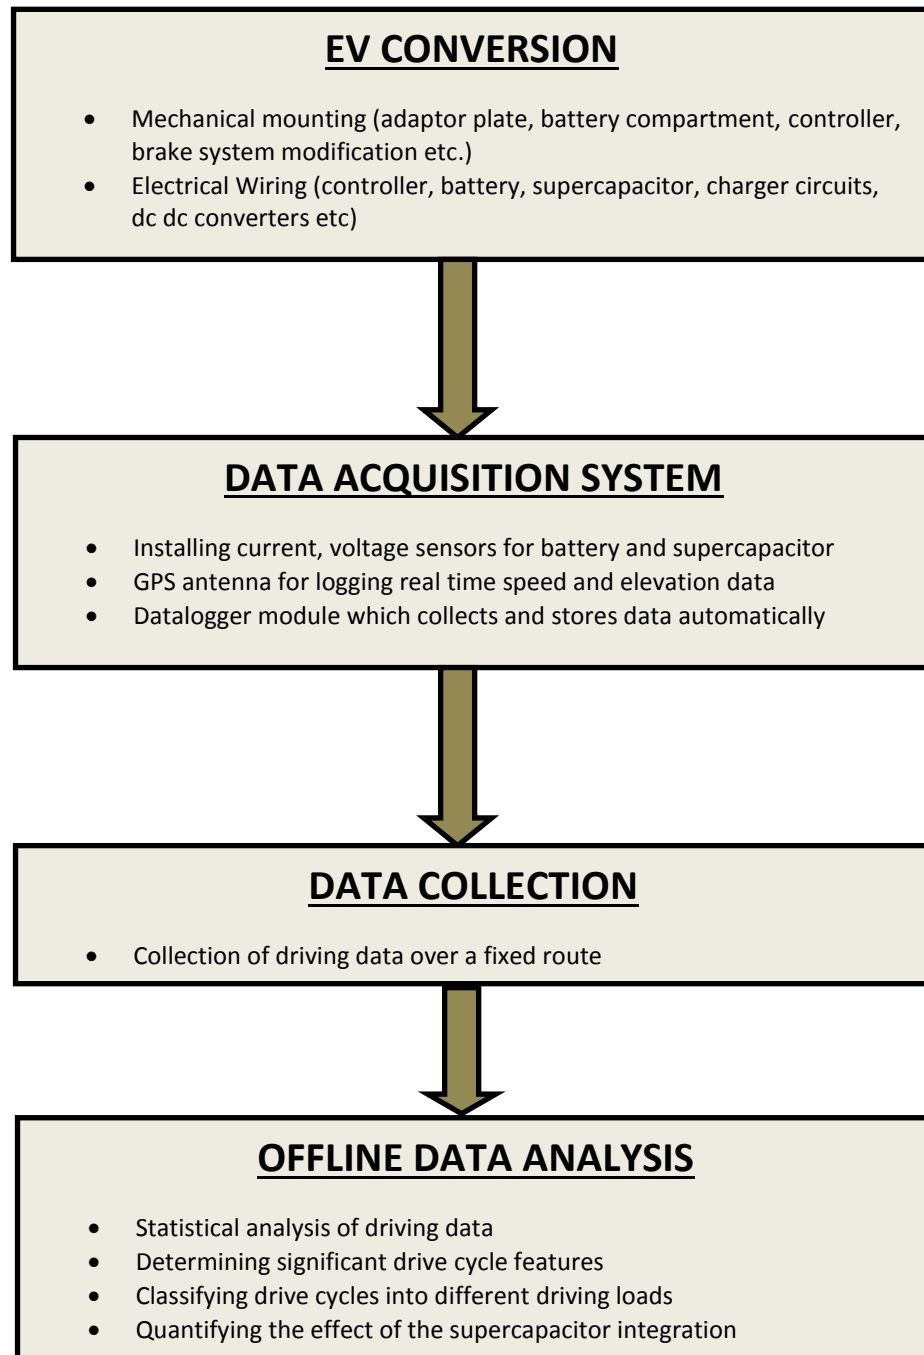 EV CONVERSION
• Mechanical mounting (adaptor plate, battery compartment, controller,
brake system modification etc.)
• Electrical Wiring (controller, battery, supercapacitor, charger circuits,
dc dc converters etc)
DATA ACQUISITION SYSTEM
• Installing current, voltage sensors for battery and supercapacitor
• GPS antenna for logging real time speed and elevation data
• Datalogger module which collects and stores data automatically
DATA COLLECTION
• Collection of driving data over a fixed route
OFFLINE DATA ANALYSIS
• Statistical analysis of driving data
• Determining significant drive cycle features
• Classifying drive cycles into different driving loads
• Quantifying the effect of the supercapacitor integration